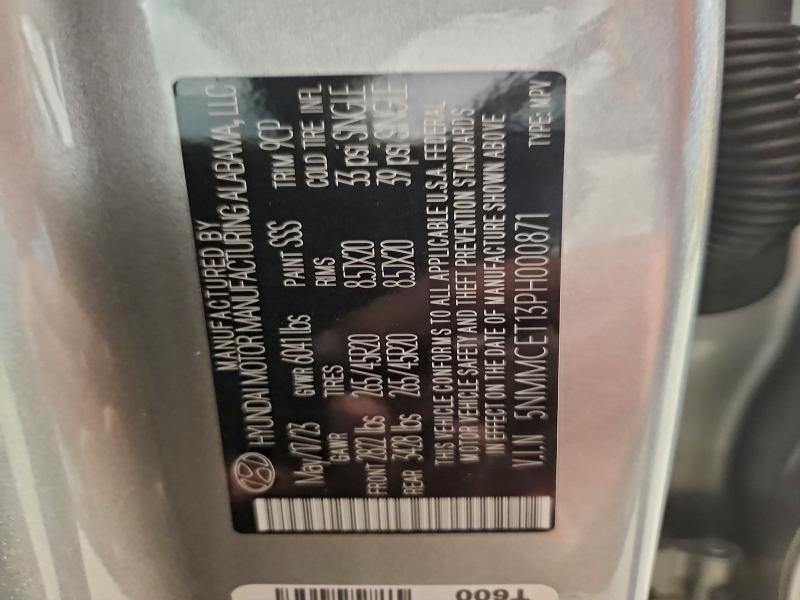 MANUFACTURED BY
HYUNDAI MOTOR MANUFACTURING ALABAMA, LLC
May/17/23 GVWR 6041 lbs PAINT SSS TRIM 9CP
GAWR TIRES RIMS COLD TIRE INFL
FRONT 2822 lbs 265/45R20 8.5JX20 33 psi SINGLE
REAR 3428 lbs 265/45R20 8.5JX20 39 psi SINGLE
THIS VEHICLE CONFORMS TO ALL APPLICABLE U.S.A. FEDERAL
MOTOR VEHICLE SAFETY AND THEFT PREVENTION STANDARDS
IN EFFECT ON THE DATE OF MANUFACTURE SHOWN ABOVE
V.I.N 5NMMCET13PH000871 TYPE: MPV
T600